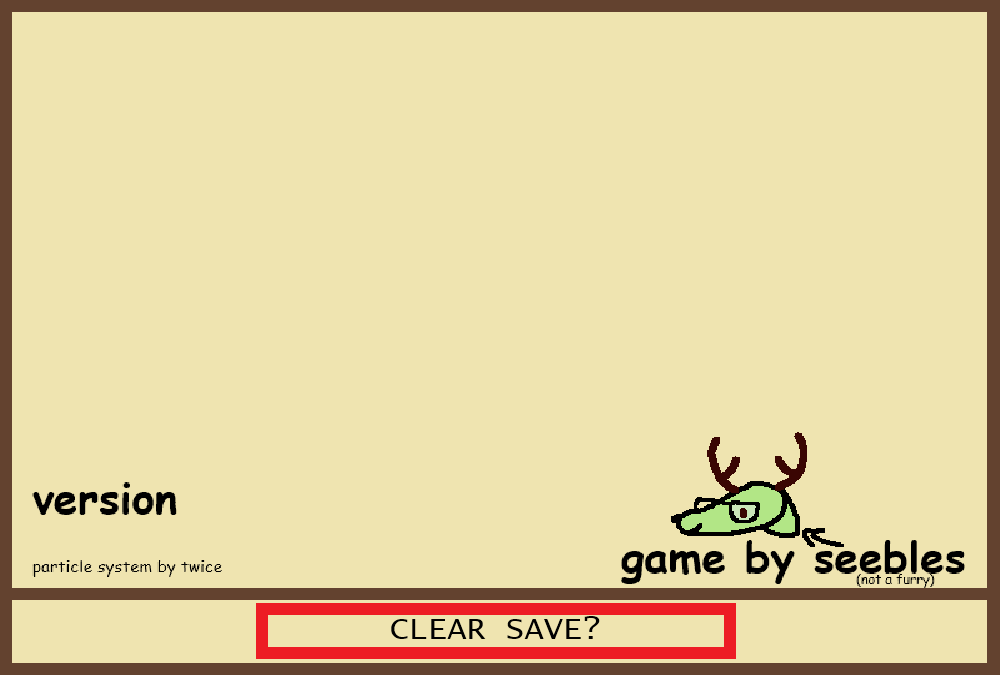 version
particle system by twice
game by seebles
(not a furry)
CLEAR SAVE?